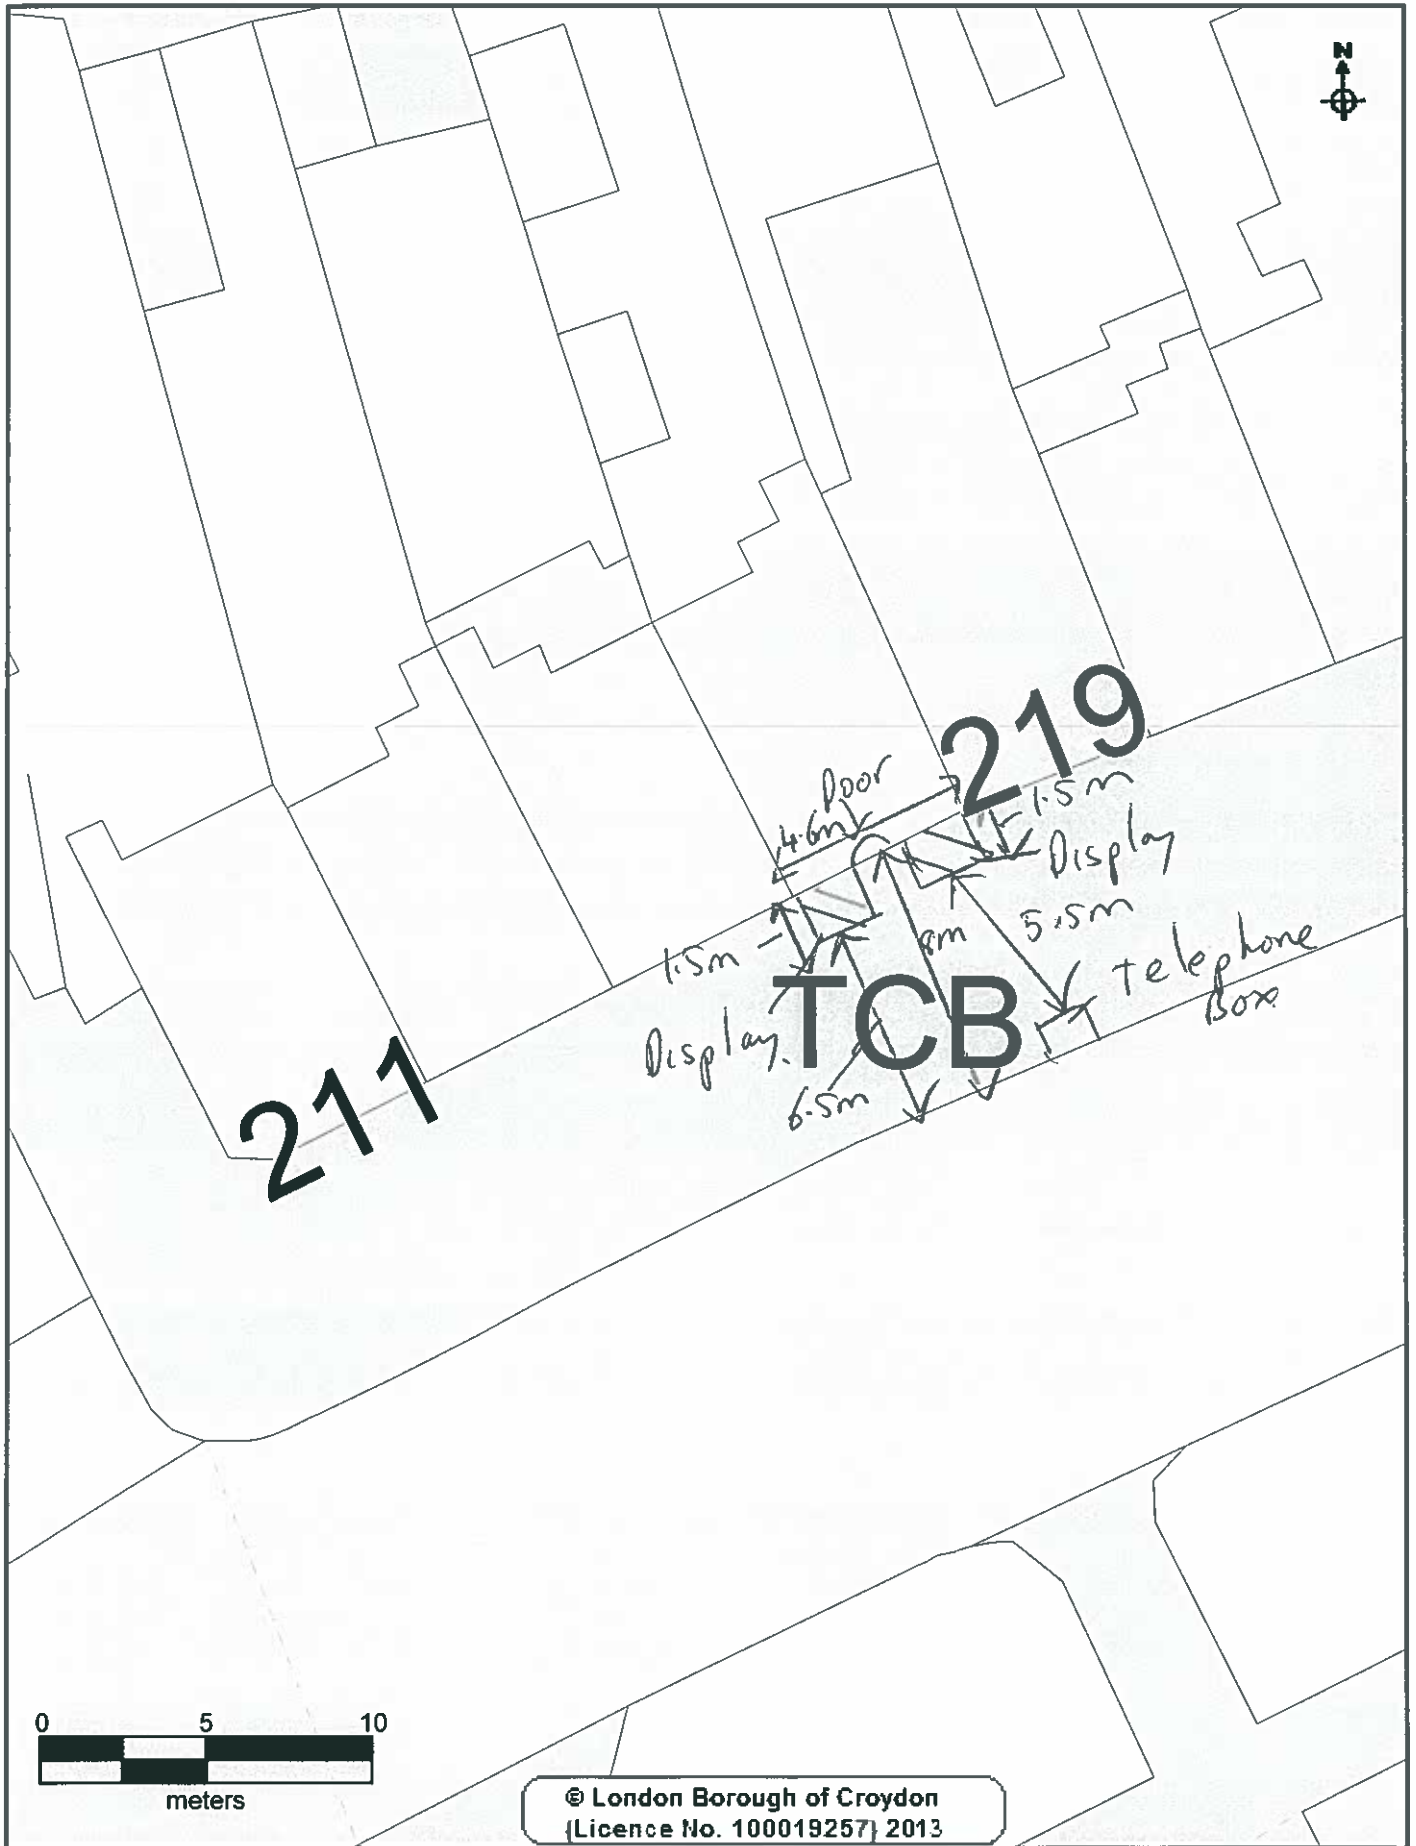 N
219
Door
4.6m
1.5m
Display
5.5m
8m
1.5m
Telephone
Box
TCB
Display.
6.5m
211
0 5 10
meters
© London Borough of Croydon
(Licence No. 100019257) 2013